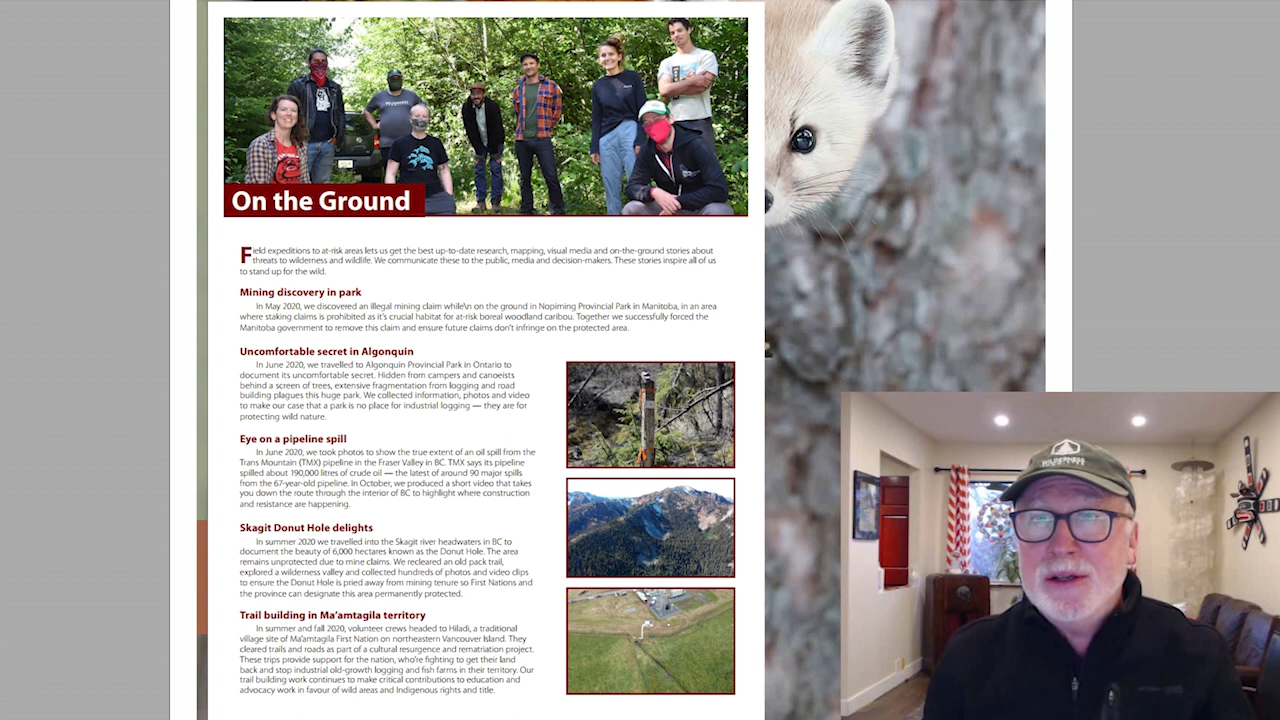 On the Ground
Field expeditions to at-risk areas lets us get the best up-to-date research, mapping, visual media and on-the-ground stories about
threats to wilderness and wildlife. We communicate these to the public, media and decision-makers. These stories inspire all of us
to stand up for the wild.
Mining discovery in park
In May 2020, we discovered an illegal mining claim while\n on the ground in Nopiming Provincial Park in Manitoba, in an area
where staking claims is prohibited as it's crucial habitat for at-risk boreal woodland caribou. Together we successfully forced the
Manitoba government to remove this claim and ensure future claims don't infringe on the protected area.
Uncomfortable secret in Algonquin
In June 2020, we travelled to Algonquin Provincial Park in Ontario to
document its uncomfortable secret. Hidden from campers and canoeists
behind a screen of trees, extensive fragmentation from logging and road
building plagues this huge park. We collected information, photos and video
to make our case that a park is no place for industrial logging — they are for
protecting wild nature.
Eye on a pipeline spill
In June 2020, we took photos to show the true extent of an oil spill from the
Trans Mountain (TMX) pipeline in the Fraser Valley in BC. TMX says its pipeline
spilled about 190,000 litres of crude oil — the latest of around 90 major spills
from the 67-year-old pipeline. In October, we produced a short video that takes
you down the route through the interior of BC to highlight where construction
and resistance are happening.
Skagit Donut Hole delights
In summer 2020 we travelled into the Skagit river headwaters in BC to
document the beauty of 6,000 hectares known as the Donut Hole. The area
remains unprotected due to mine claims. We recleared an old pack trail,
explored a wilderness valley and collected hundreds of photos and video clips
to ensure the Donut Hole is pried away from mining tenure so First Nations and
the province can designate this area permanently protected.
Trail building in Ma'amtagila territory
In summer and fall 2020, volunteer crews headed to Hiladi, a traditional
village site of Ma'amtagila First Nation on northeastern Vancouver Island. They
cleared trails and roads as part of a cultural resurgence and rematriation project.
These trips provide support for the nation, who're fighting to get their land
back and stop industrial old-growth logging and fish farms in their territory. Our
trail building work continues to make critical contributions to education and
advocacy work in favour of wild areas and Indigenous rights and title.
WILDERNESS